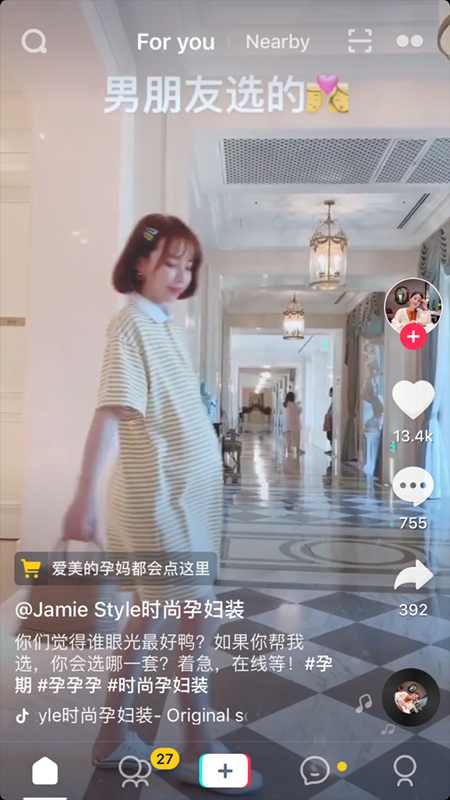 For you
Nearby
男朋友选的
13.4k
755
392
爱美的孕妈都会点这里
@Jamie Style时尚孕妇装
你们觉得谁眼光最好鸭？如果你帮我
选，你会选哪一套？着急，在线等！#孕
期 #孕孕孕 #时尚孕妇装
yle时尚孕妇装- Original s
27